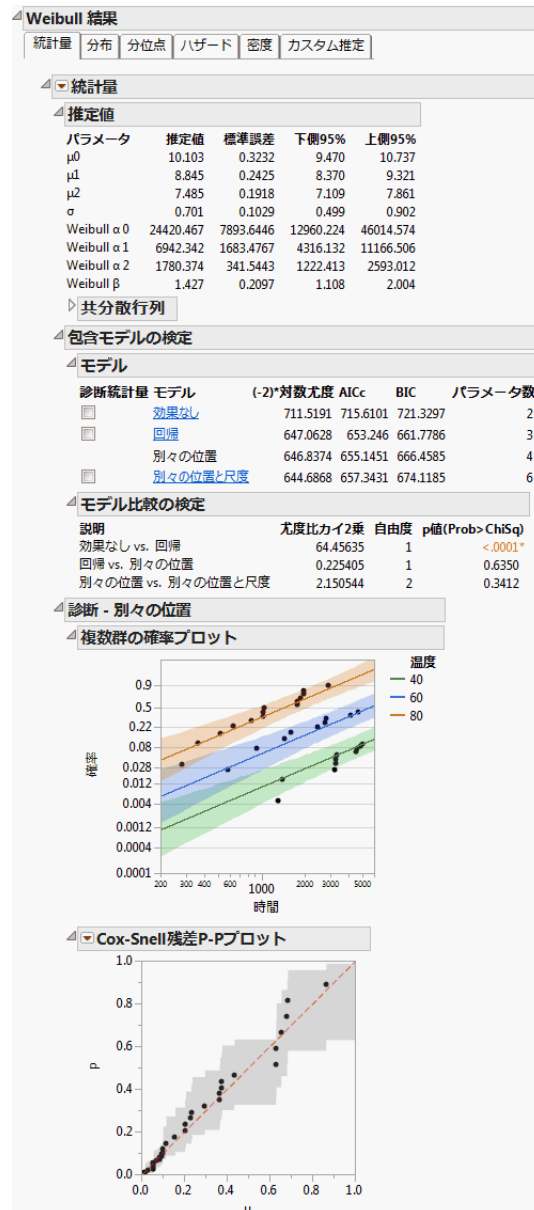 Weibull 結果
統計量 分布 分位点 ハザード 密度 カスタム推定
統計量
推定値
パラメータ 推定値 標準誤差 下側95% 上側95%
μ0 10.103 0.3232 9.470 10.737
μ1 8.845 0.2425 8.370 9.321
μ2 7.485 0.1918 7.109 7.861
σ 0.701 0.1029 0.499 0.902
Weibull α 0 24420.467 7893.6446 12960.224 46014.574
Weibull α 1 6942.342 1683.4767 4316.132 11166.506
Weibull α 2 1780.374 341.5443 1222.413 2593.012
Weibull β 1.427 0.2097 1.108 2.004
共分散行列
包含モデルの検定
モデル
診断統計量 モデル (-2)*対数尤度 AICc BIC パラメータ数
効果なし 711.5191 715.6101 721.3297 2
回帰 647.0628 653.246 661.7786 3
別々の位置 646.8374 655.1451 666.4585 4
別々の位置と尺度 644.6868 657.3431 674.1185 6
モデル比較の検定
説明 尤度比カイ2乗 自由度 p値(Prob>ChiSq)
効果なし vs. 回帰 64.45635 1 <.0001*
回帰 vs. 別々の位置 0.225405 1 0.6350
別々の位置 vs. 別々の位置と尺度 2.150544 2 0.3412
診断 - 別々の位置
複数群の確率プロット
温度
40
60
80
0.9
0.5
0.22
0.08
0.028
0.012
0.004
0.0012
0.0004
0.0001
確率
200 300 400 600 1000 2000 3000 5000
時間
Cox-Snell残差P-Pプロット
1.0
0.8
0.6
0.4
0.2
0.0
p
0.0 0.2 0.4 0.6 0.8 1.0